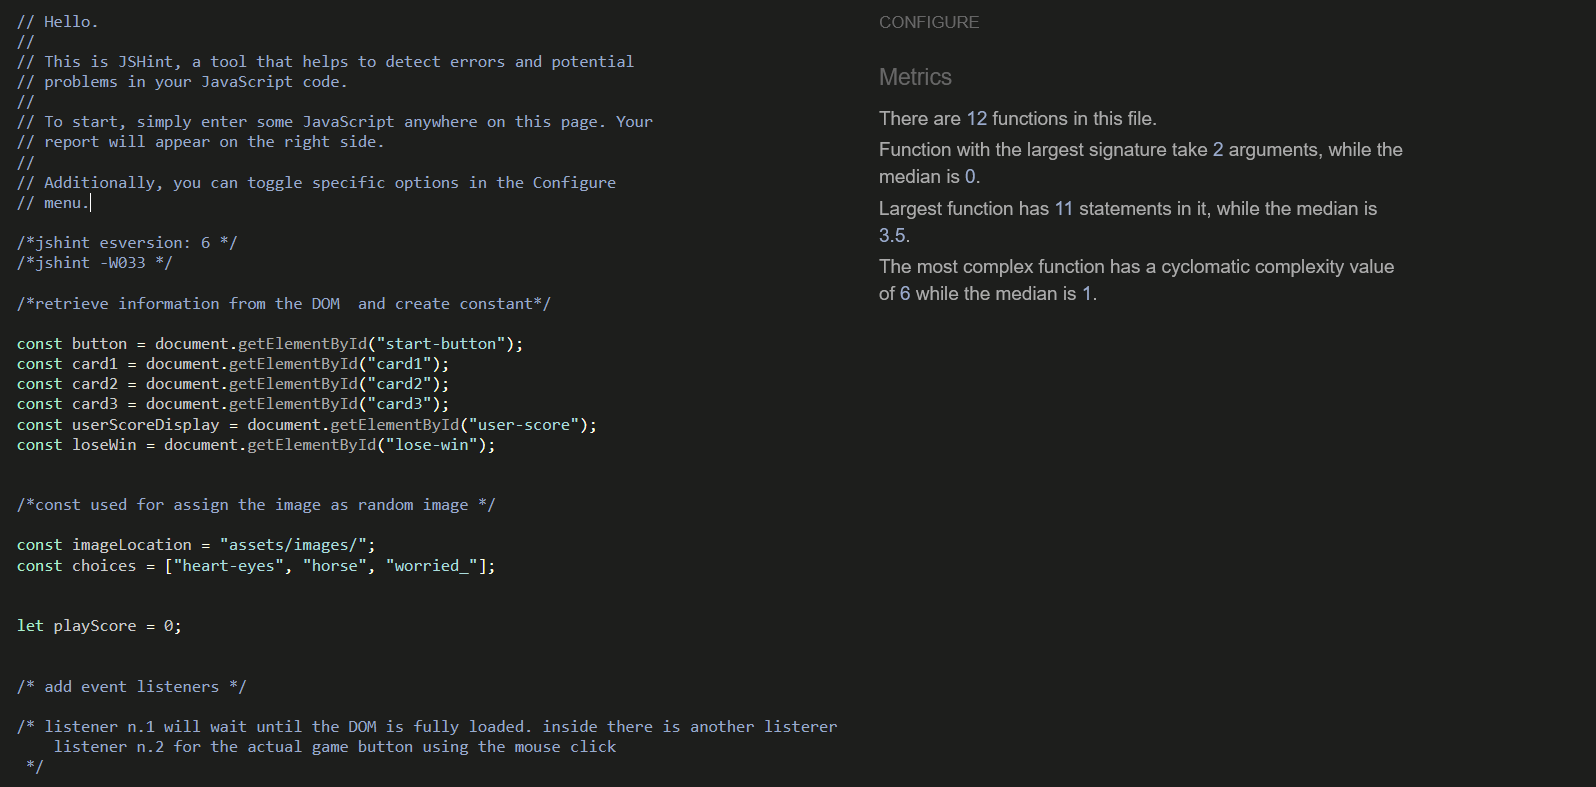 // Hello.
//
// This is JSHint, a tool that helps to detect errors and potential
// problems in your JavaScript code.
//
// To start, simply enter some JavaScript anywhere on this page. Your
// report will appear on the right side.
//
// Additionally, you can toggle specific options in the Configure
// menu.
/*jshint esversion: 6 */
/*jshint -W033 */
/*retrieve information from the DOM  and create constant*/
const button = document.getElementById("start-button");
const card1 = document.getElementById("card1");
const card2 = document.getElementById("card2");
const card3 = document.getElementById("card3");
const userScoreDisplay = document.getElementById("user-score");
const loseWin = document.getElementById("lose-win");
/*const used for assign the image as random image */
const imageLocation = "assets/images/";
const choices = ["heart-eyes", "horse", "worried_"];
let playScore = 0;
/* add event listeners */
/* listener n.1 will wait until the DOM is fully loaded. inside there is another listerer
    listener n.2 for the actual game button using the mouse click
 */
CONFIGURE
Metrics
There are 12 functions in this file.
Function with the largest signature take 2 arguments, while the
median is 0.
Largest function has 11 statements in it, while the median is
3.5.
The most complex function has a cyclomatic complexity value
of 6 while the median is 1.